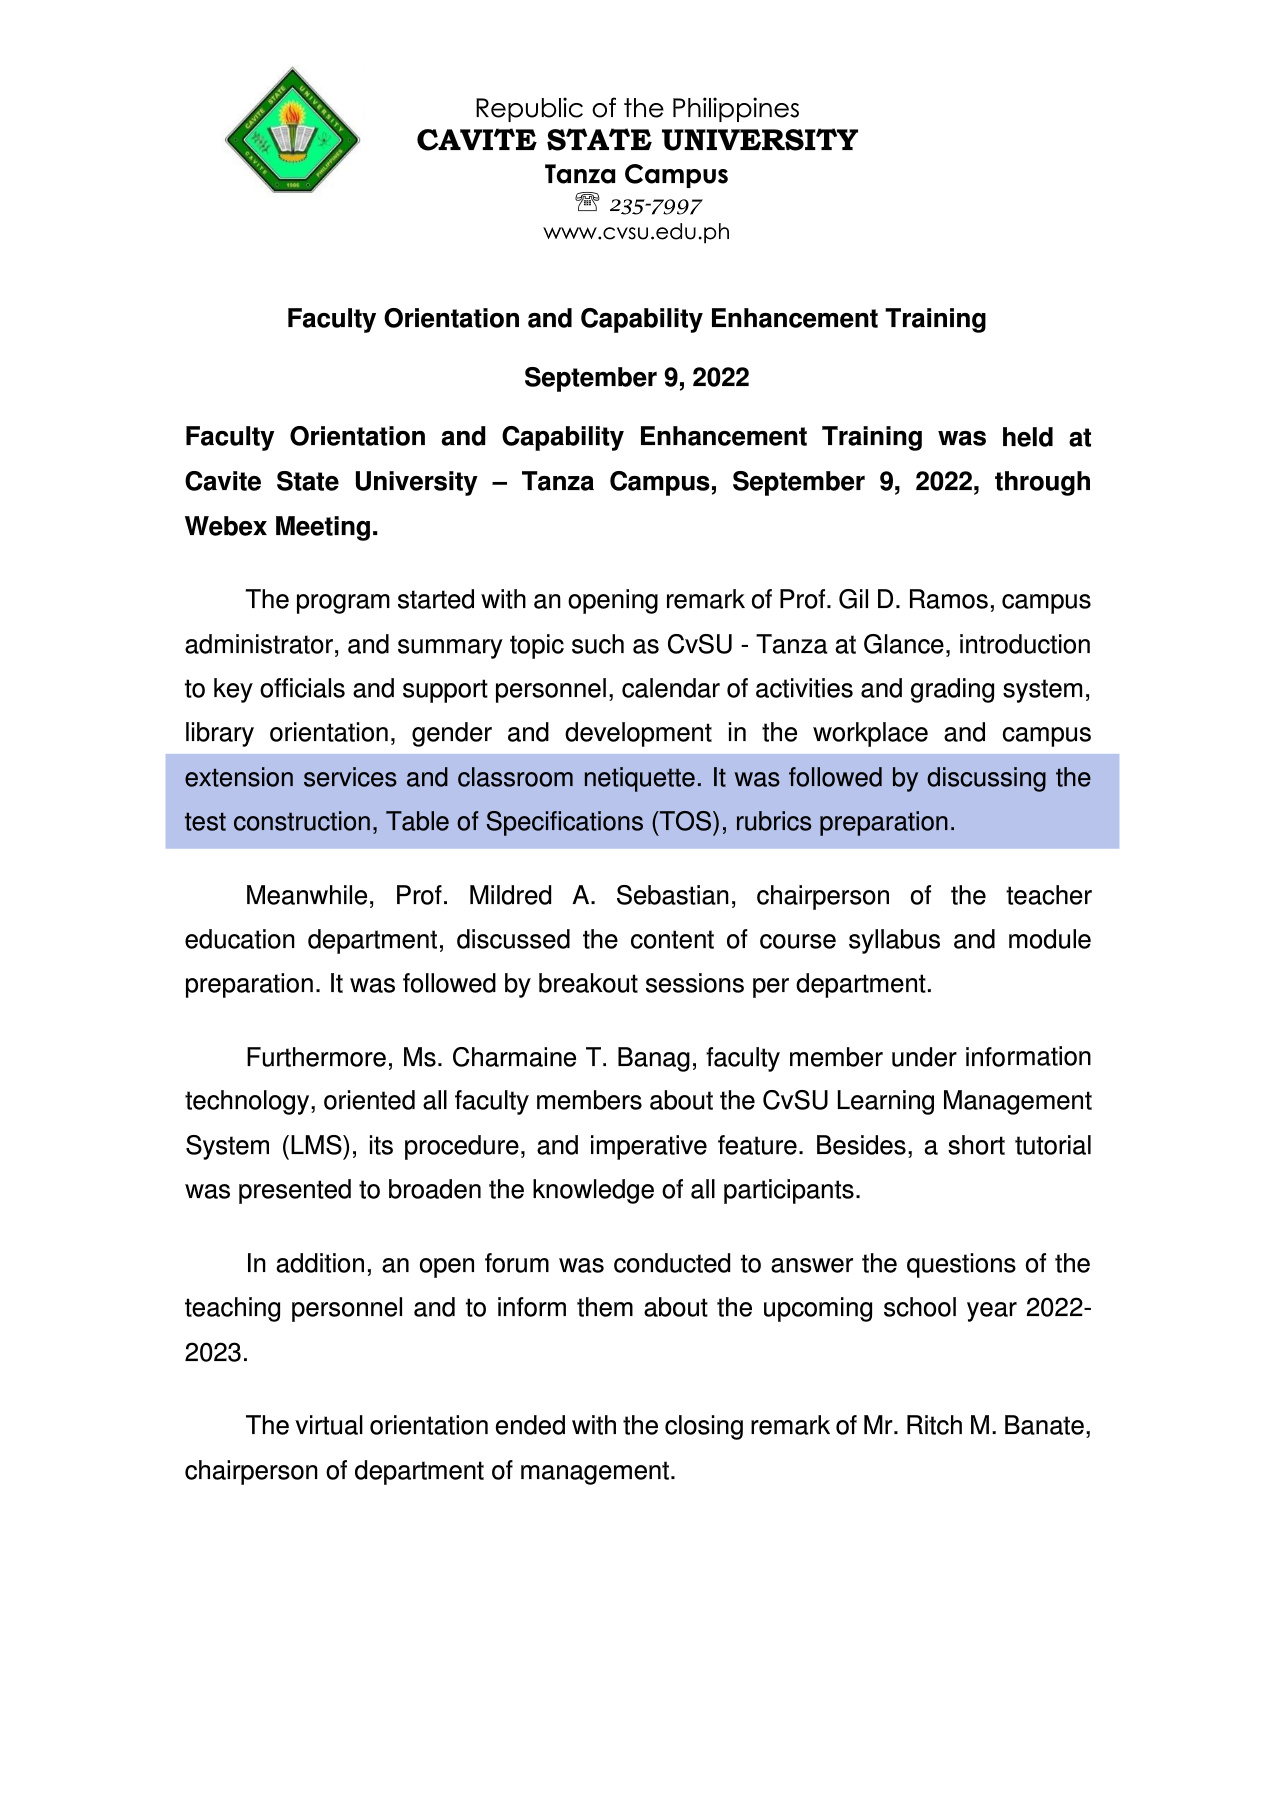 CAVITE STATE UNIVERSITY
CAVITE
PHILIPPINES
1906
Republic of the Philippines
CAVITE STATE UNIVERSITY
Tanza Campus
☏ 235-7997
www.cvsu.edu.ph
Faculty Orientation and Capability Enhancement Training
September 9, 2022
Faculty Orientation and Capability Enhancement Training was held at
Cavite State University – Tanza Campus, September 9, 2022, through
Webex Meeting.
The program started with an opening remark of Prof. Gil D. Ramos, campus
administrator, and summary topic such as CvSU - Tanza at Glance, introduction
to key officials and support personnel, calendar of activities and grading system,
library orientation, gender and development in the workplace and campus
extension services and classroom netiquette. It was followed by discussing the
test construction, Table of Specifications (TOS), rubrics preparation.
Meanwhile, Prof. Mildred A. Sebastian, chairperson of the teacher
education department, discussed the content of course syllabus and module
preparation. It was followed by breakout sessions per department.
Furthermore, Ms. Charmaine T. Banag, faculty member under information
technology, oriented all faculty members about the CvSU Learning Management
System (LMS), its procedure, and imperative feature. Besides, a short tutorial
was presented to broaden the knowledge of all participants.
In addition, an open forum was conducted to answer the questions of the
teaching personnel and to inform them about the upcoming school year 2022-
2023.
The virtual orientation ended with the closing remark of Mr. Ritch M. Banate,
chairperson of department of management.